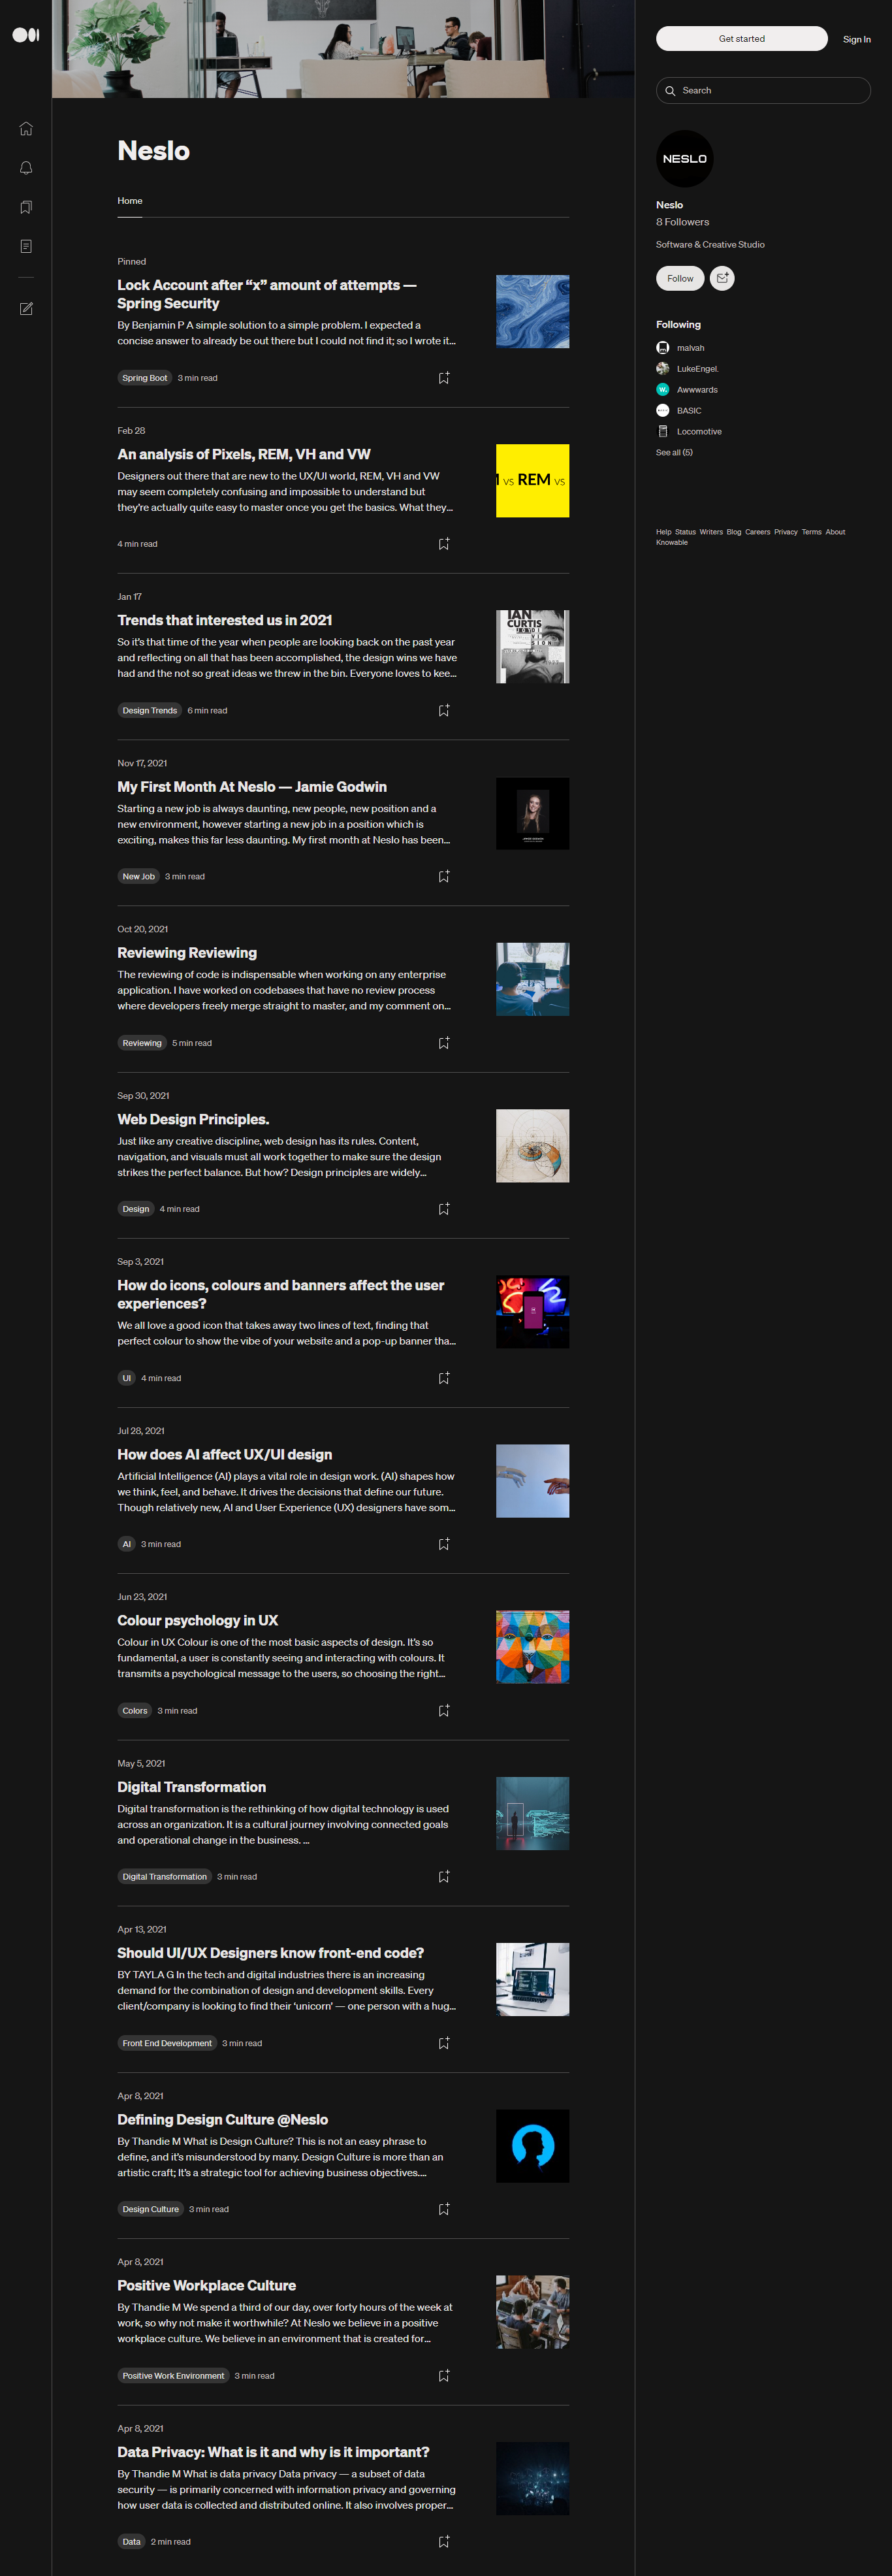 Neslo
Home
Pinned
Lock Account after “x” amount of attempts —
Spring Security
By Benjamin P A simple solution to a simple problem. I expected a
concise answer to already be out there but I could not find it; so I wrote it...
Spring Boot 3 min read
Feb 28
An analysis of Pixels, REM, VH and VW
Designers out there that are new to the UX/UI world, REM, VH and VW
may seem completely confusing and impossible to understand but
they’re actually quite easy to master once you get the basics. What they...
VS REM VS
4 min read
Jan 17
Trends that interested us in 2021
So it’s that time of the year when people are looking back on the past year
and reflecting on all that has been accomplished, the design wins we have
had and the not so great ideas we threw in the bin. Everyone loves to kee...
IAN
CURTIS
Design Trends 6 min read
Nov 17, 2021
My First Month At Neslo — Jamie Godwin
Starting a new job is always daunting, new people, new position and a
new environment, however starting a new job in a position which is
exciting, makes this far less daunting. My first month at Neslo has been...
New Job 3 min read
Oct 20, 2021
Reviewing Reviewing
The reviewing of code is indispensable when working on any enterprise
application. I have worked on codebases that have no review process
where developers freely merge straight to master, and my comment on...
Reviewing 5 min read
Sep 30, 2021
Web Design Principles.
Just like any creative discipline, web design has its rules. Content,
navigation, and visuals must all work together to make sure the design
strikes the perfect balance. But how? Design principles are widely...
Design 4 min read
Sep 3, 2021
How do icons, colours and banners affect the user
experiences?
We all love a good icon that takes away two lines of text, finding that
perfect colour to show the vibe of your website and a pop-up banner tha...
UI 4 min read
Jul 28, 2021
How does AI affect UX/UI design
Artificial Intelligence (AI) plays a vital role in design work. (AI) shapes how
we think, feel, and behave. It drives the decisions that define our future.
Though relatively new, AI and User Experience (UX) designers have som...
AI 3 min read
Jun 23, 2021
Colour psychology in UX
Colour in UX Colour is one of the most basic aspects of design. It’s so
fundamental, a user is constantly seeing and interacting with colours. It
transmits a psychological message to the users, so choosing the right...
Colors 3 min read
May 5, 2021
Digital Transformation
Digital transformation is the rethinking of how digital technology is used
across an organization. It is a cultural journey involving connected goals
and operational change in the business. ...
Digital Transformation 3 min read
Apr 13, 2021
Should UI/UX Designers know front-end code?
BY TAYLA G In the tech and digital industries there is an increasing
demand for the combination of design and development skills. Every
client/company is looking to find their ‘unicorn’ — one person with a hug...
Front End Development 3 min read
Apr 8, 2021
Defining Design Culture @Neslo
By Thandie M What is Design Culture? This is not an easy phrase to
define, and it’s misunderstood by many. Design Culture is more than an
artistic craft; It’s a strategic tool for achieving business objectives....
Design Culture 3 min read
Apr 8, 2021
Positive Workplace Culture
By Thandie M We spend a third of our day, over forty hours of the week at
work, so why not make it worthwhile? At Neslo we believe in a positive
workplace culture. We believe in an environment that is created for...
Positive Work Environment 3 min read
Apr 8, 2021
Data Privacy: What is it and why is it important?
By Thandie M What is data privacy Data privacy — a subset of data
security — is primarily concerned with information privacy and governing
how user data is collected and distributed online. It also involves proper...
Data 2 min read
Get started Sign In
Search
NESLO
Neslo
8 Followers
Software & Creative Studio
Follow
Following
malvah
LukeEngel.
Awwwards
BASIC
Locomotive
See all (5)
Help Status Writers Blog Careers Privacy Terms About
Knowable